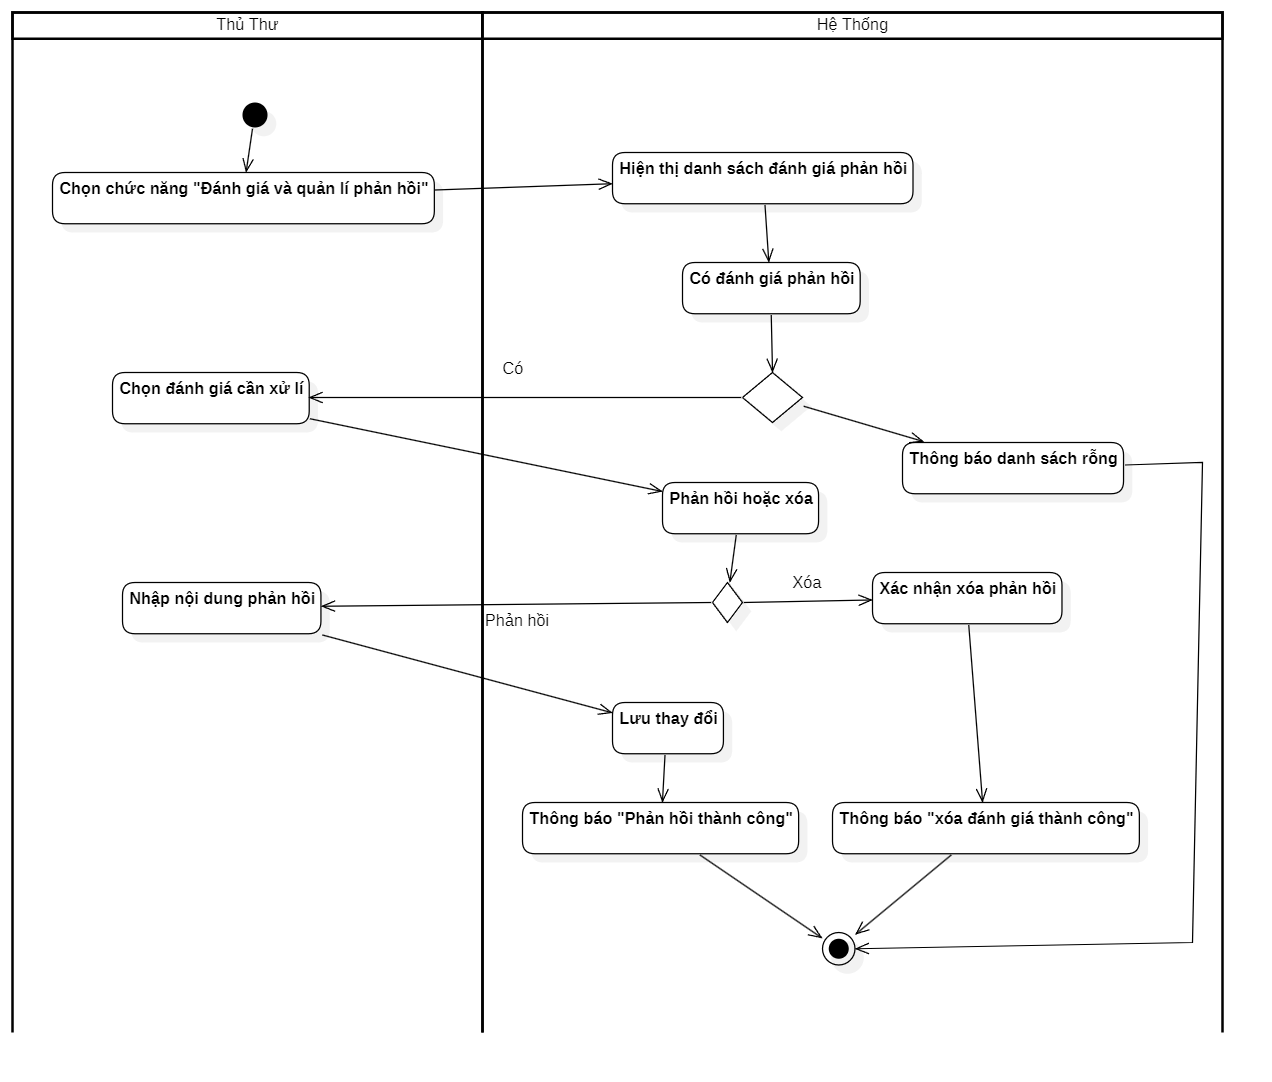 Thủ Thư
Hệ Thống
Hiện thị danh sách đánh giá phản hồi
Chọn chức năng "Đánh giá và quản lí phản hồi"
Có đánh giá phản hồi
Có
Chọn đánh giá cần xử lí
Thông báo danh sách rỗng
Phản hồi hoặc xóa
Xóa
Xác nhận xóa phản hồi
Nhập nội dung phản hồi
Phản hồi
Lưu thay đổi
Thông báo "Phản hồi thành công"
Thông báo "xóa đánh giá thành công"